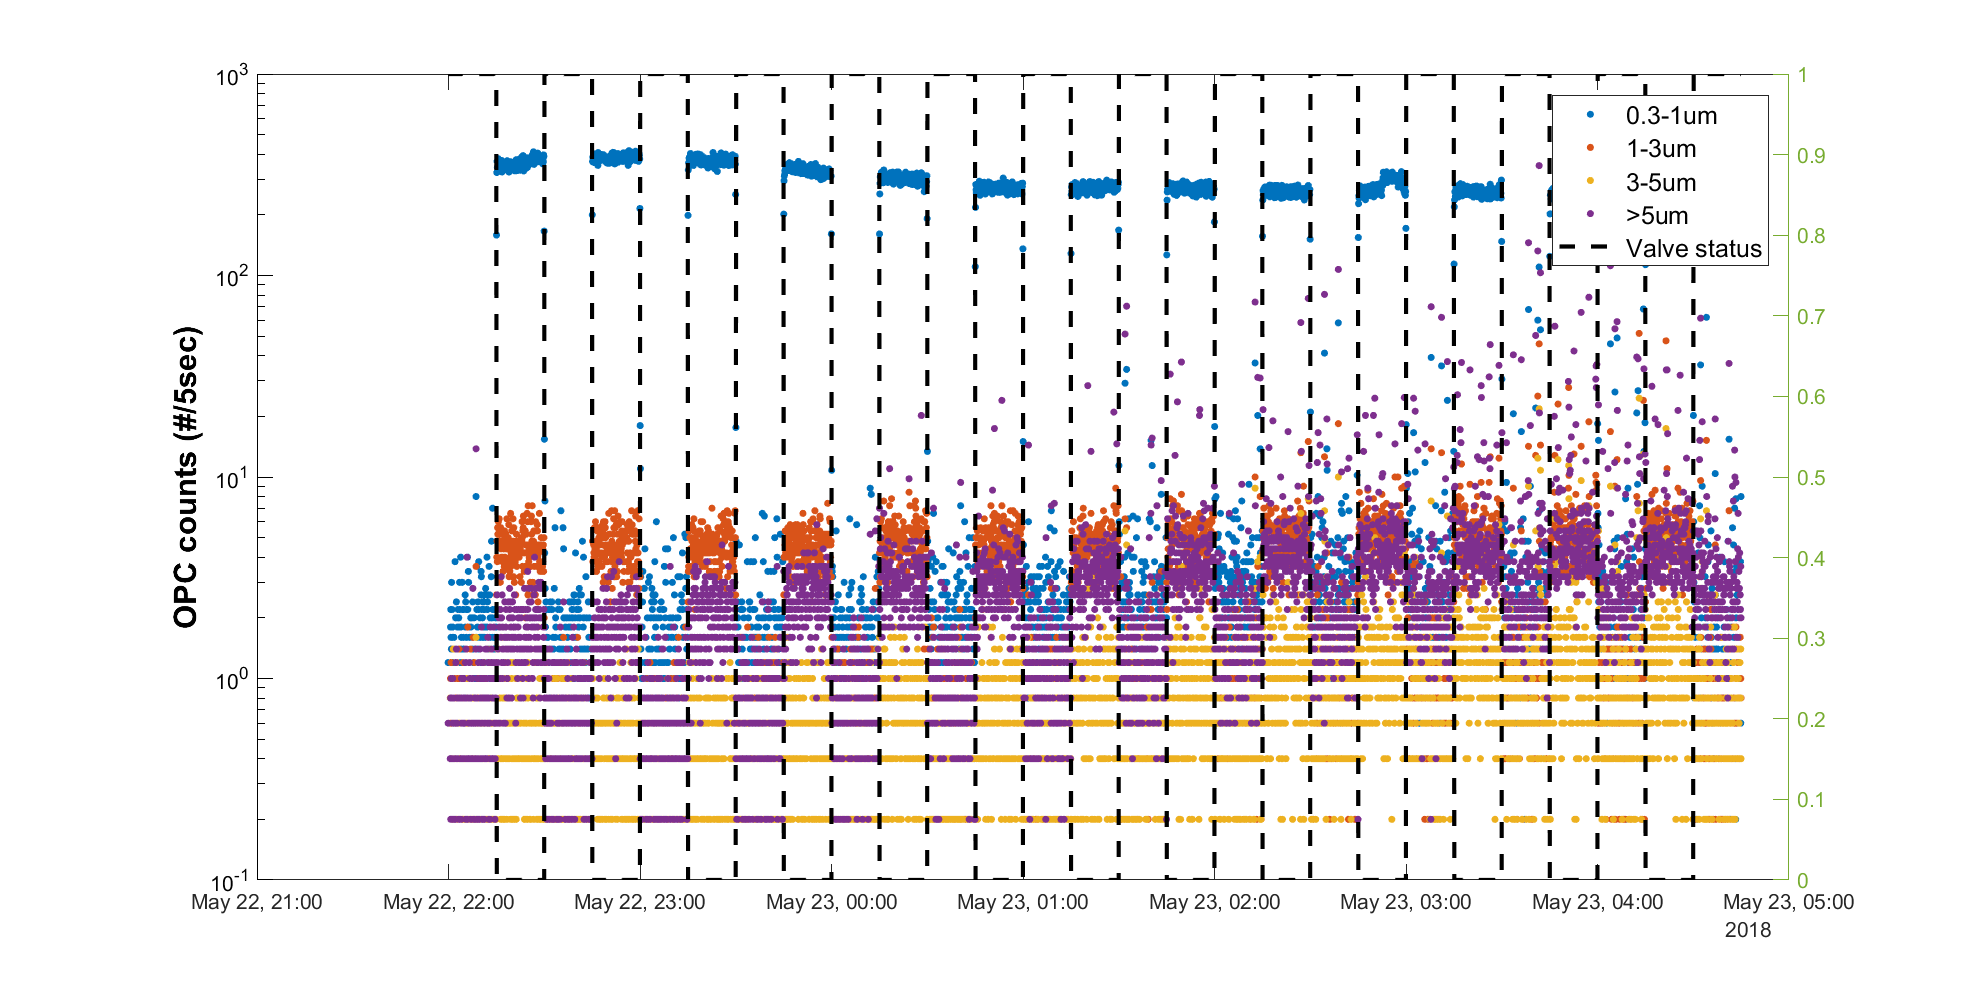 OPC counts (#/5sec)
10^3
10^2
10^1
10^0
10^-1
1
0.9
0.8
0.7
0.6
0.5
0.4
0.3
0.2
0.1
0
0.3-1um
1-3um
3-5um
>5um
Valve status
May 22, 21:00
May 22, 22:00
May 22, 23:00
May 23, 00:00
May 23, 01:00
May 23, 02:00
May 23, 03:00
May 23, 04:00
May 23, 05:00
2018